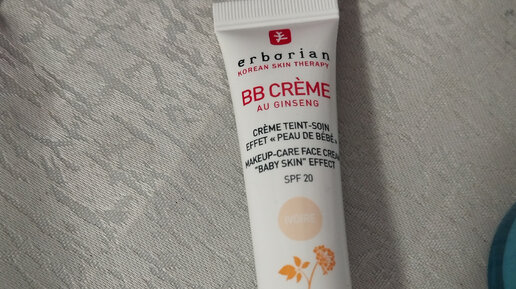 erborian
KOREAN SKIN THERAPY
BB CRÈME
AU GINSENG
CRÈME TEINT-SOIN
EFFET « PEAU DE BÉBÉ »
MAKEUP-CARE FACE CREAM
"BABY SKIN" EFFECT
SPF 20
IVOIRE